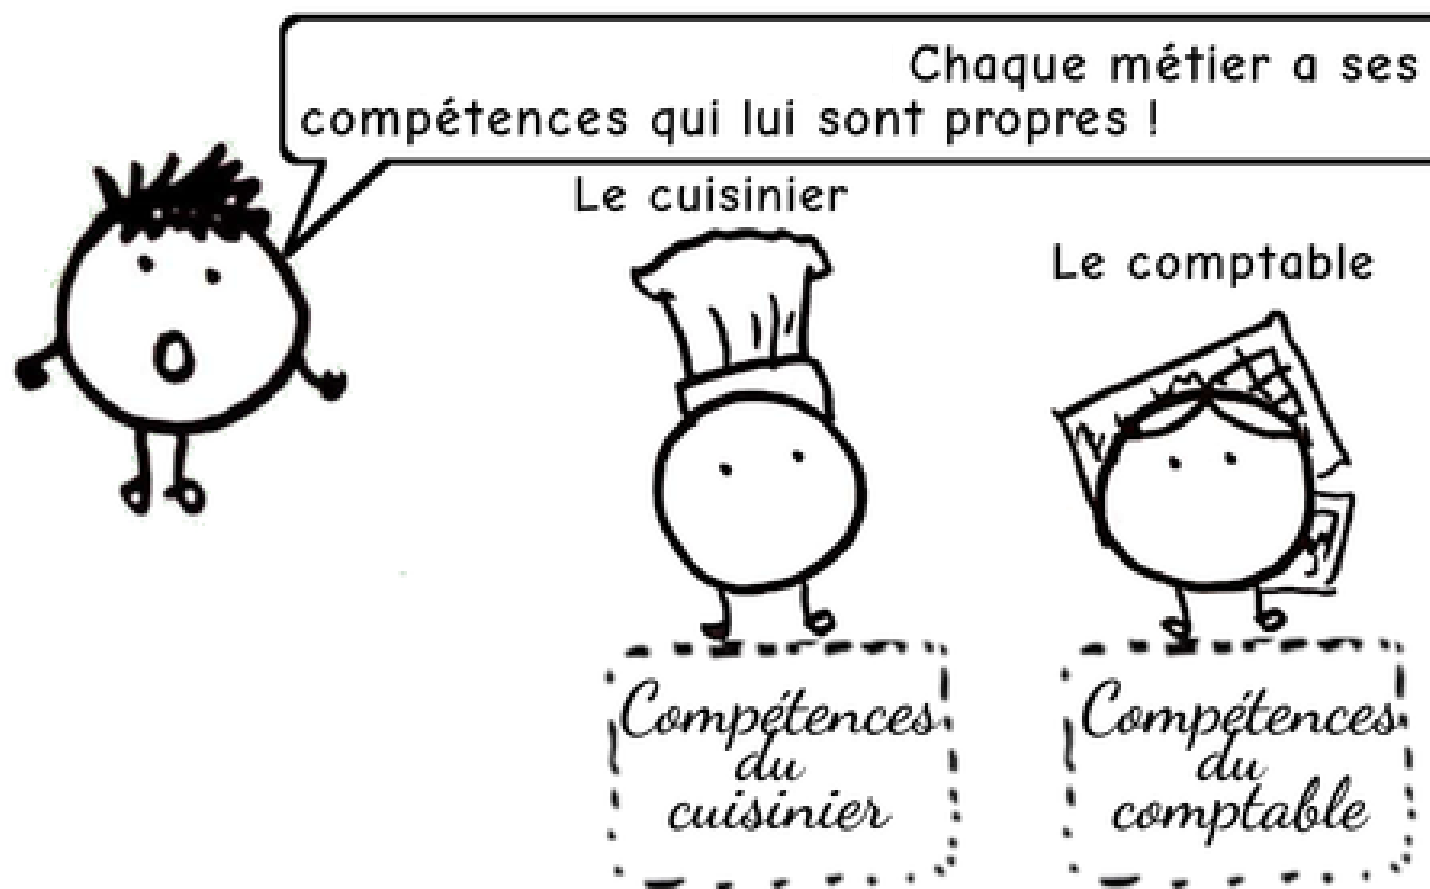 Chaque métier a ses
compétences qui lui sont propres !
Le cuisinier
Le comptable
Compétences
du
cuisinier
Compétences
du
comptable